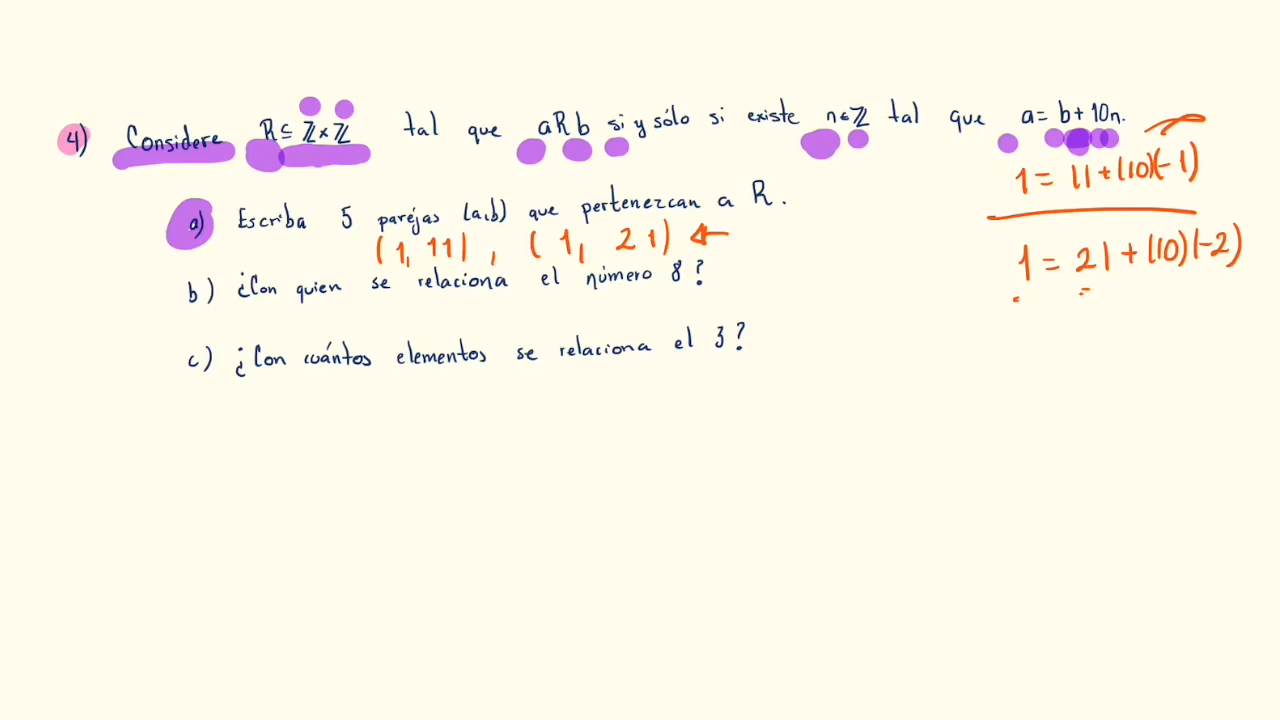 4) Considere R ⊆ ℤ × ℤ tal que aRb si y sólo si existe n ∈ ℤ tal que a = b + 10n.
1 = 11 + (10)(-1)
a) Escriba 5 parejas (a,b) que pertenezcan a R.
(1, 11), (1, 21) ←
1 = 21 + (10)(-2)
b) ¿Con quien se relaciona el número 8?
c) ¿Con cuántos elementos se relaciona el 3?